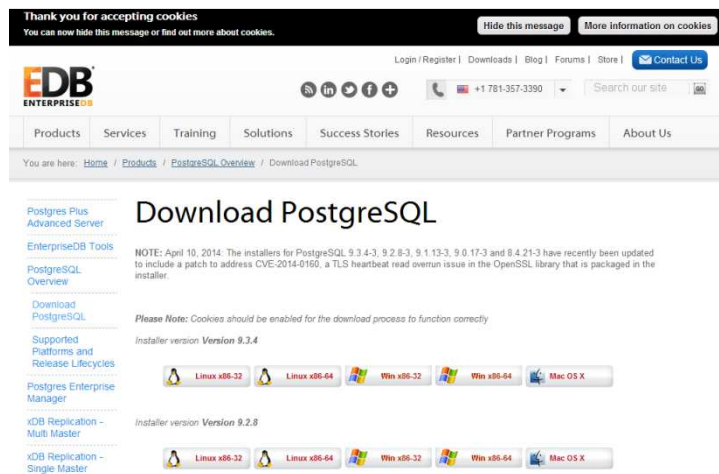 Thank you for accepting cookies
You can now hide this message or find out more about cookies.
Hide this message
More information on cookies
Login / Register | Downloads | Blog | Forums | Store |
Contact Us
EDB
ENTERPRISEDB
+1 781-357-3390
Search our site
GO
Products Services Training Solutions Success Stories Resources Partner Programs About Us
You are here: Home / Products / PostgreSQL Overview / Download PostgreSQL
Postgres Plus
Advanced Server
EnterpriseDB Tools
PostgreSQL
Overview
Download
PostgreSQL
Supported
Platforms and
Release Lifecycles
Postgres Enterprise
Manager
xDB Replication -
Multi Master
xDB Replication -
Single Master
Download PostgreSQL
NOTE: April 10, 2014: The installers for PostgreSQL 9.3.4-3, 9.2.8-3, 9.1.13-3, 9.0.17-3 and 8.4.21-3 have recently been updated
to include a patch to address CVE-2014-0160, a TLS heartbeat read overrun issue in the OpenSSL library that is packaged in the
installer.
Please Note: Cookies should be enabled for the download process to function correctly
Installer version Version 9.3.4
Linux x86-32 Linux x86-64 Win x86-32 Win x86-64 Mac OS X
Installer version Version 9.2.8
Linux x86-32 Linux x86-64 Win x86-32 Win x86-64 Mac OS X